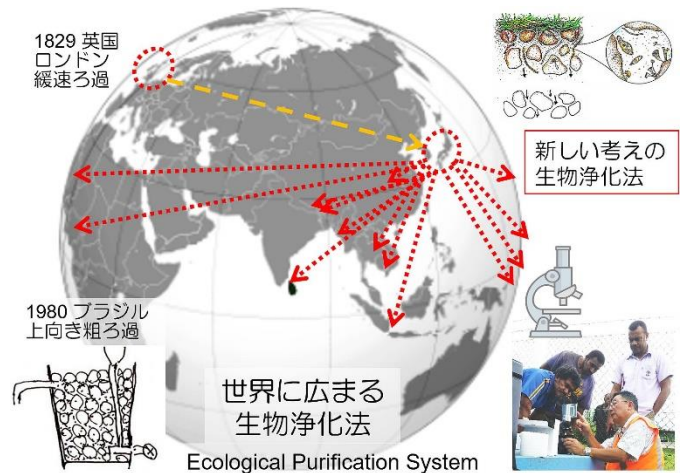 1829 英国
ロンドン
緩速ろ過
新しい考えの
生物浄化法
1980 ブラジル
上向き粗ろ過
世界に広まる
生物浄化法
Ecological Purification System